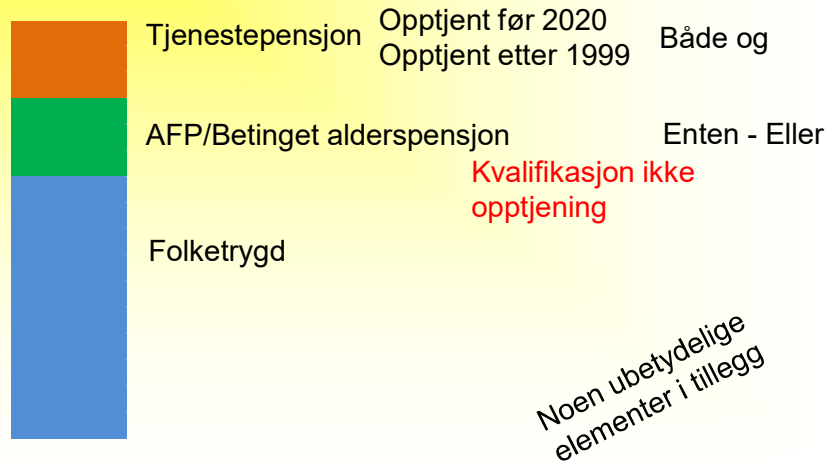 Tjenestepensjon
Opptjent før 2020
Opptjent etter 1999
Både og
AFP/Betinget alderspensjon
Enten - Eller
Kvalifikasjon ikke
opptjening
Folketrygd
Noen ubetydelige
elementer i tillegg